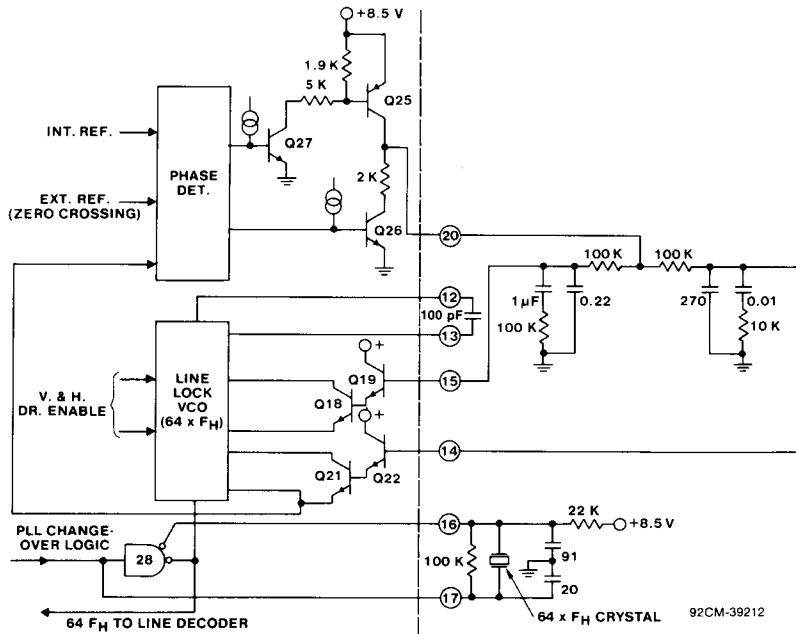 +8.5 V
1.9 K
5 K
Q25
Q27
INT. REF.
PHASE
DET.
2 K
EXT. REF.
(ZERO CROSSING)
Q26
20
100 K
100 K
12
100 pF
13
1 µF
0.22
100 K
270
0.01
10 K
+
Q19
15
LINE
LOCK
VCO
(64 x FH)
V. & H.
DR. ENABLE
Q18
+
14
Q21
Q22
22 K
+8.5 V
16
PLL CHANGE-
OVER LOGIC
28
100 K
91
20
17
64 x FH CRYSTAL
64 FH TO LINE DECODER
92CM-39212